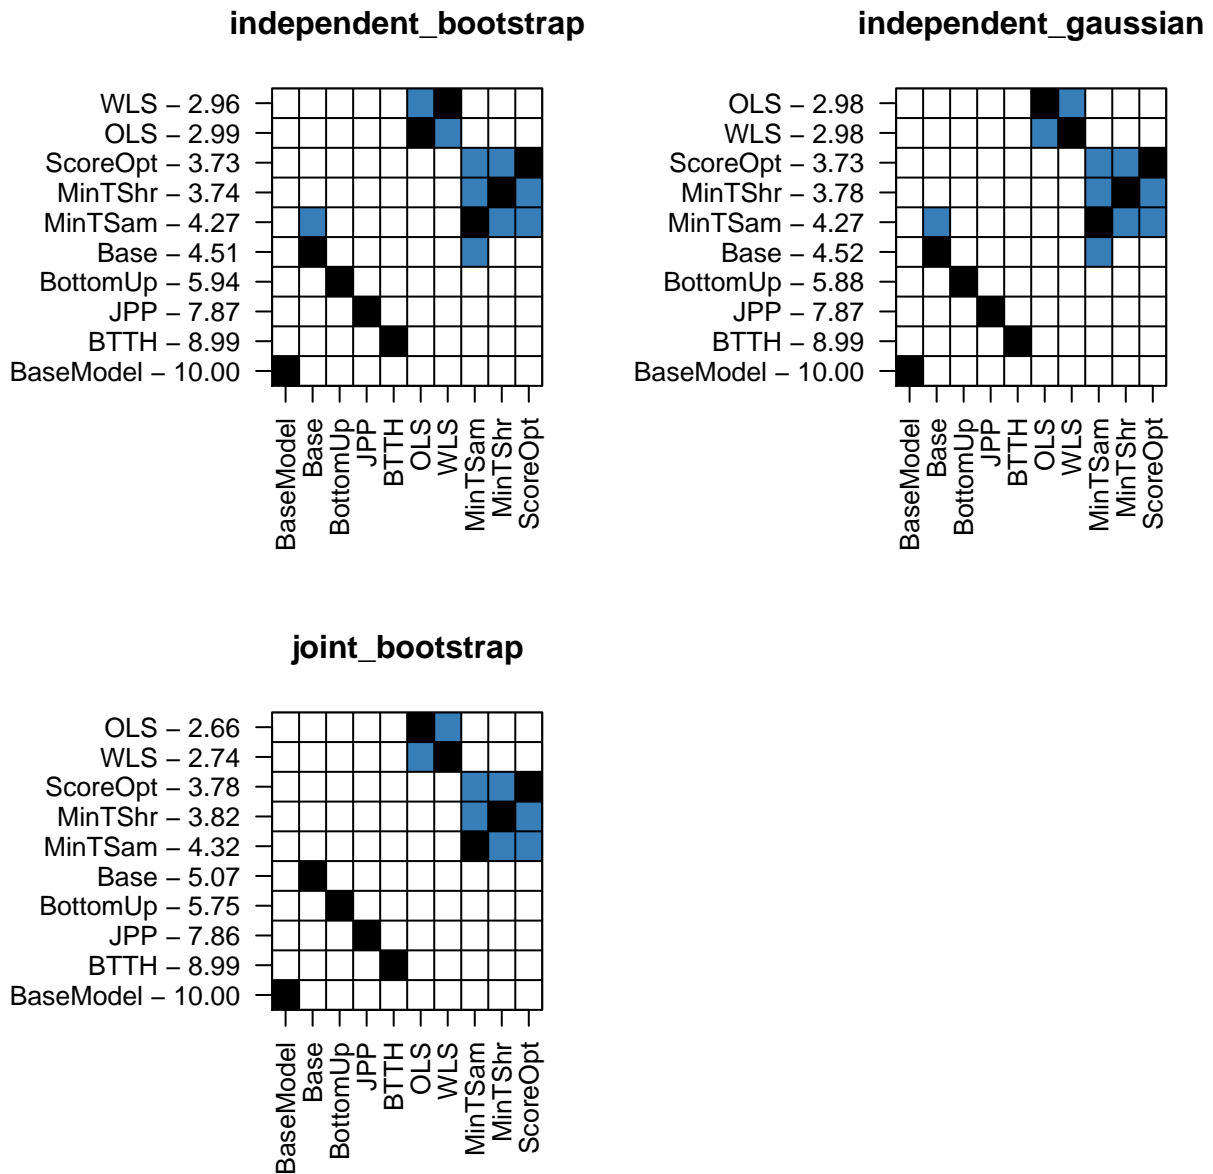 independent_bootstrap
WLS – 2.96
OLS – 2.99
ScoreOpt – 3.73
MinTShr – 3.74
MinTSam – 4.27
Base – 4.51
BottomUp – 5.94
JPP – 7.87
BTTH – 8.99
BaseModel – 10.00
BaseModel
Base
BottomUp
JPP
BTTH
OLS
WLS
MinTSam
MinTShr
ScoreOpt
independent_gaussian
OLS – 2.98
WLS – 2.98
ScoreOpt – 3.73
MinTShr – 3.78
MinTSam – 4.27
Base – 4.52
BottomUp – 5.88
JPP – 7.87
BTTH – 8.99
BaseModel – 10.00
BaseModel
Base
BottomUp
JPP
BTTH
OLS
WLS
MinTSam
MinTShr
ScoreOpt
joint_bootstrap
OLS – 2.66
WLS – 2.74
ScoreOpt – 3.78
MinTShr – 3.82
MinTSam – 4.32
Base – 5.07
BottomUp – 5.75
JPP – 7.86
BTTH – 8.99
BaseModel – 10.00
BaseModel
Base
BottomUp
JPP
BTTH
OLS
WLS
MinTSam
MinTShr
ScoreOpt